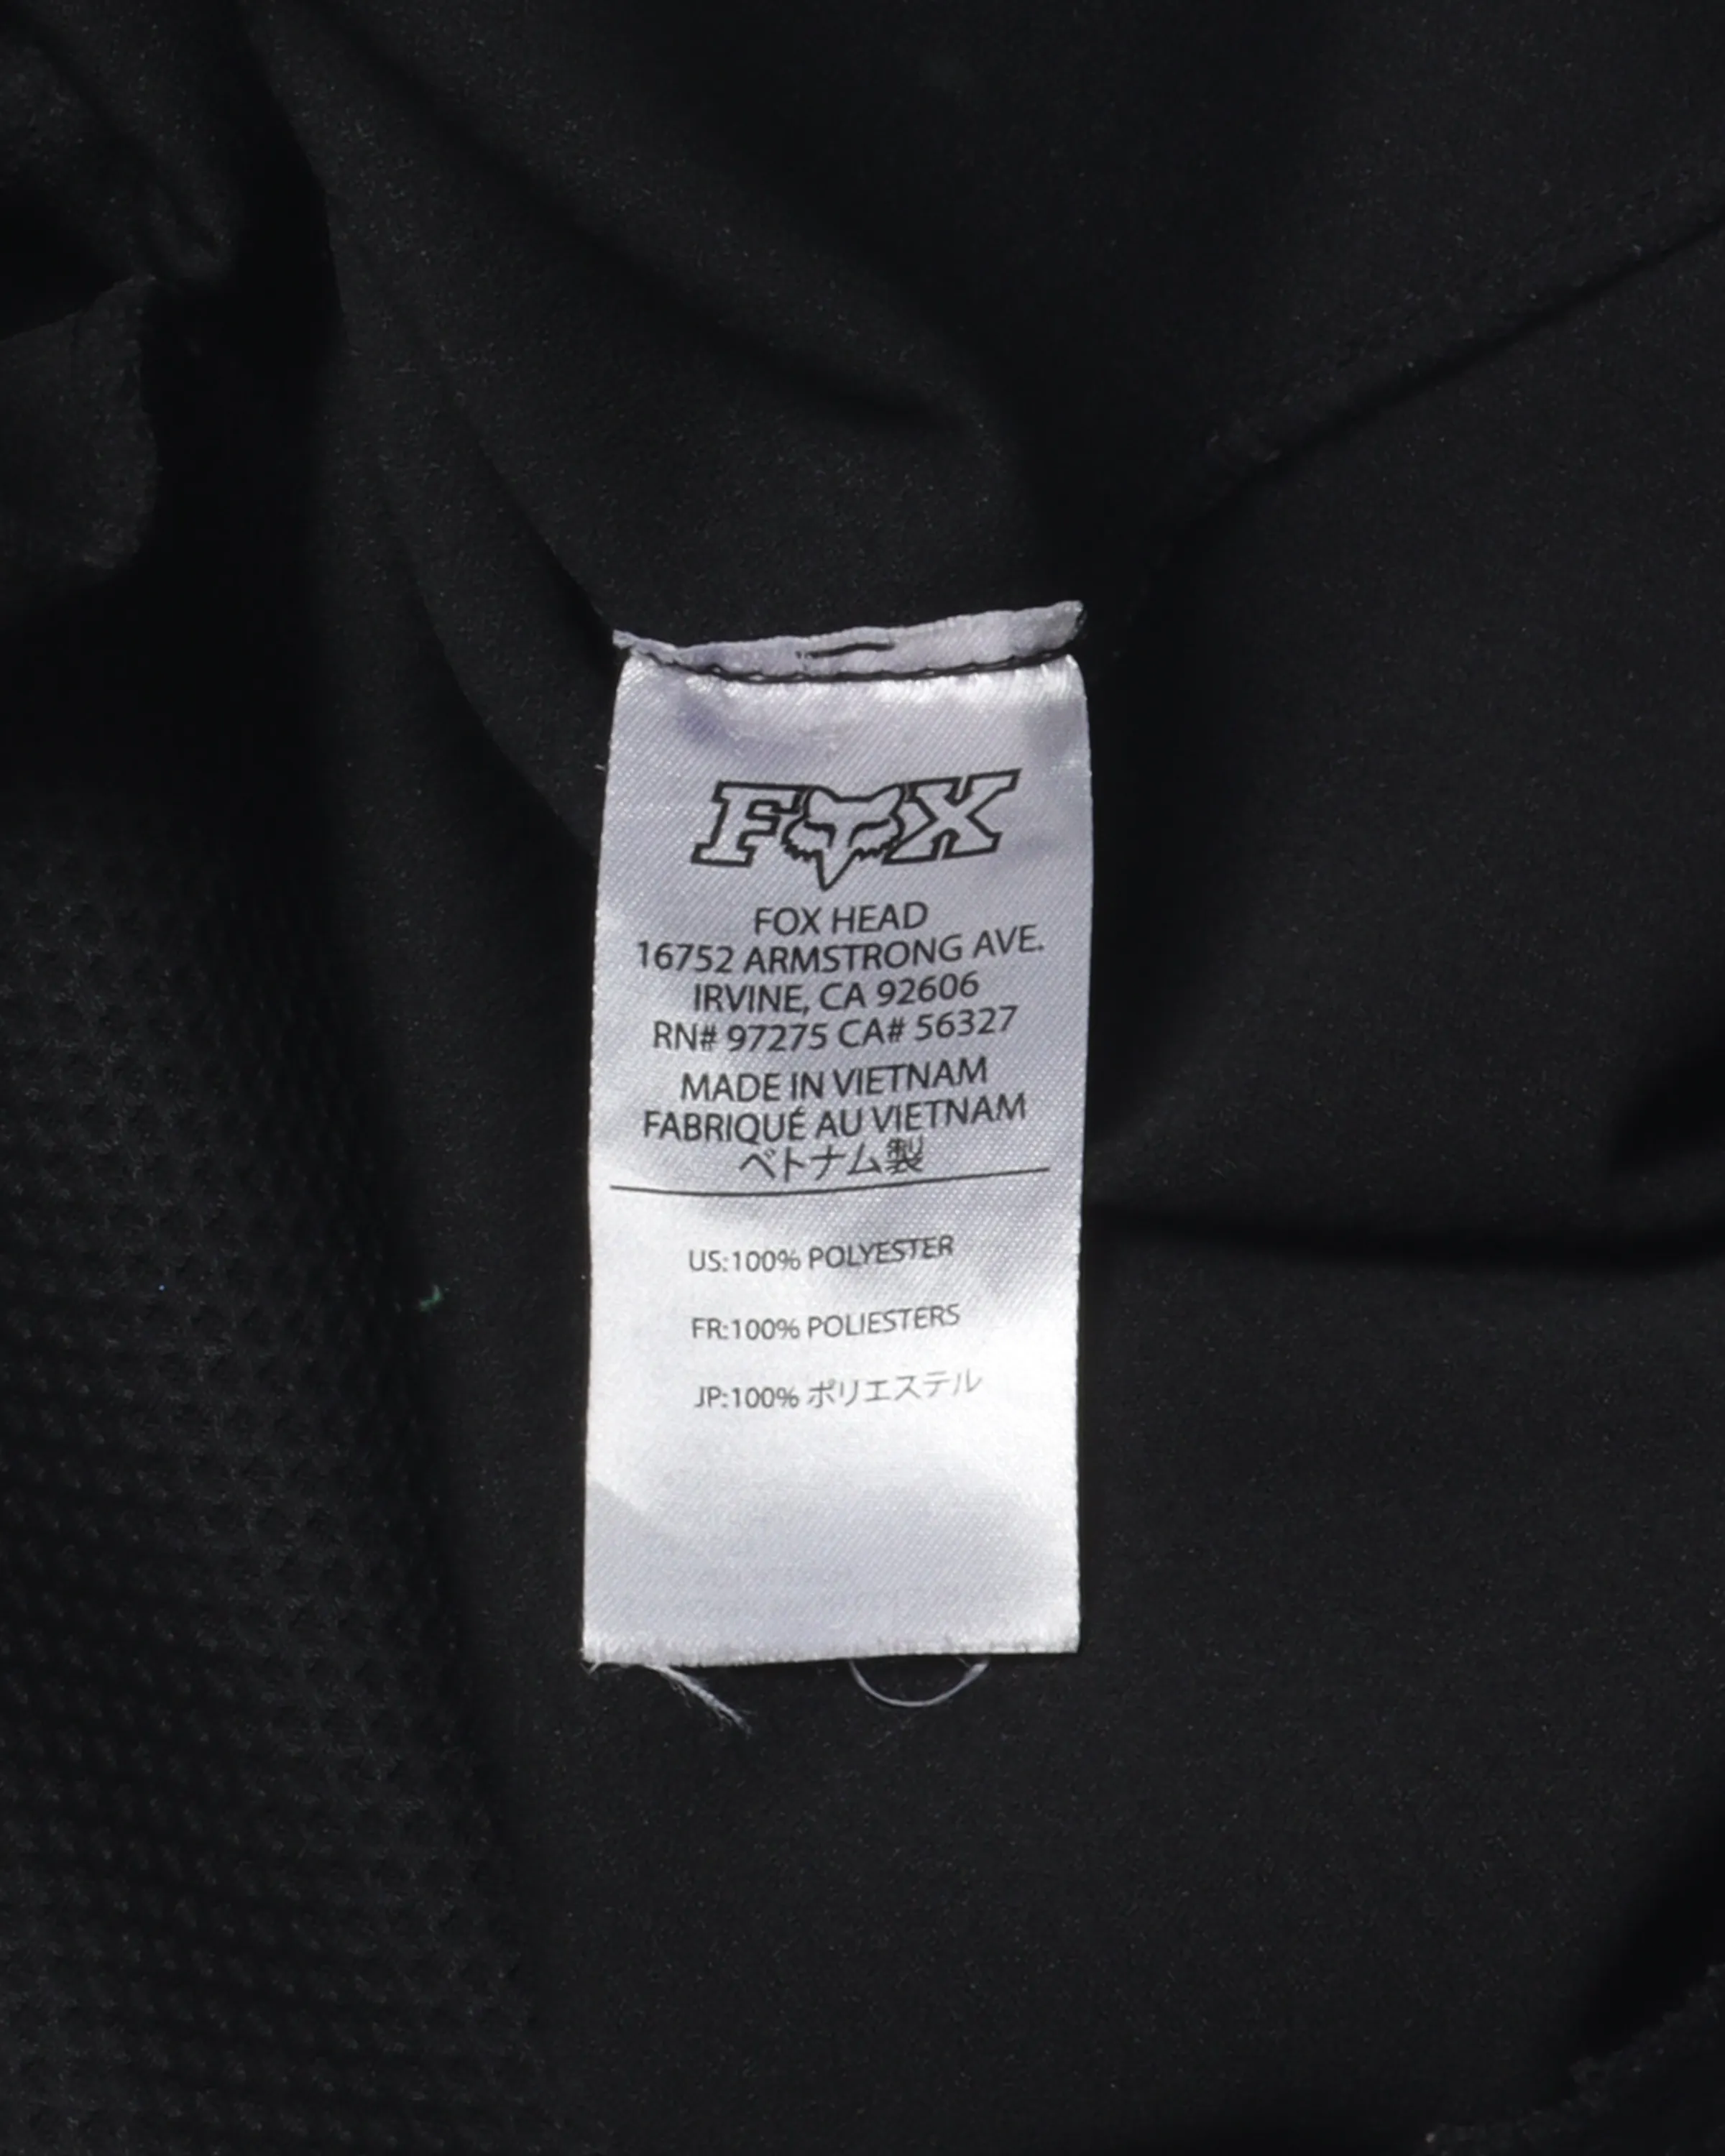 FOX
FOX HEAD
16752 ARMSTRONG AVE.
IRVINE, CA 92606
RN# 97275 CA# 56327
MADE IN VIETNAM
FABRIQUÉ AU VIETNAM
ベトナム製
US:100% POLYESTER
FR:100% POLIESTERS
JP:100% ポリエステル